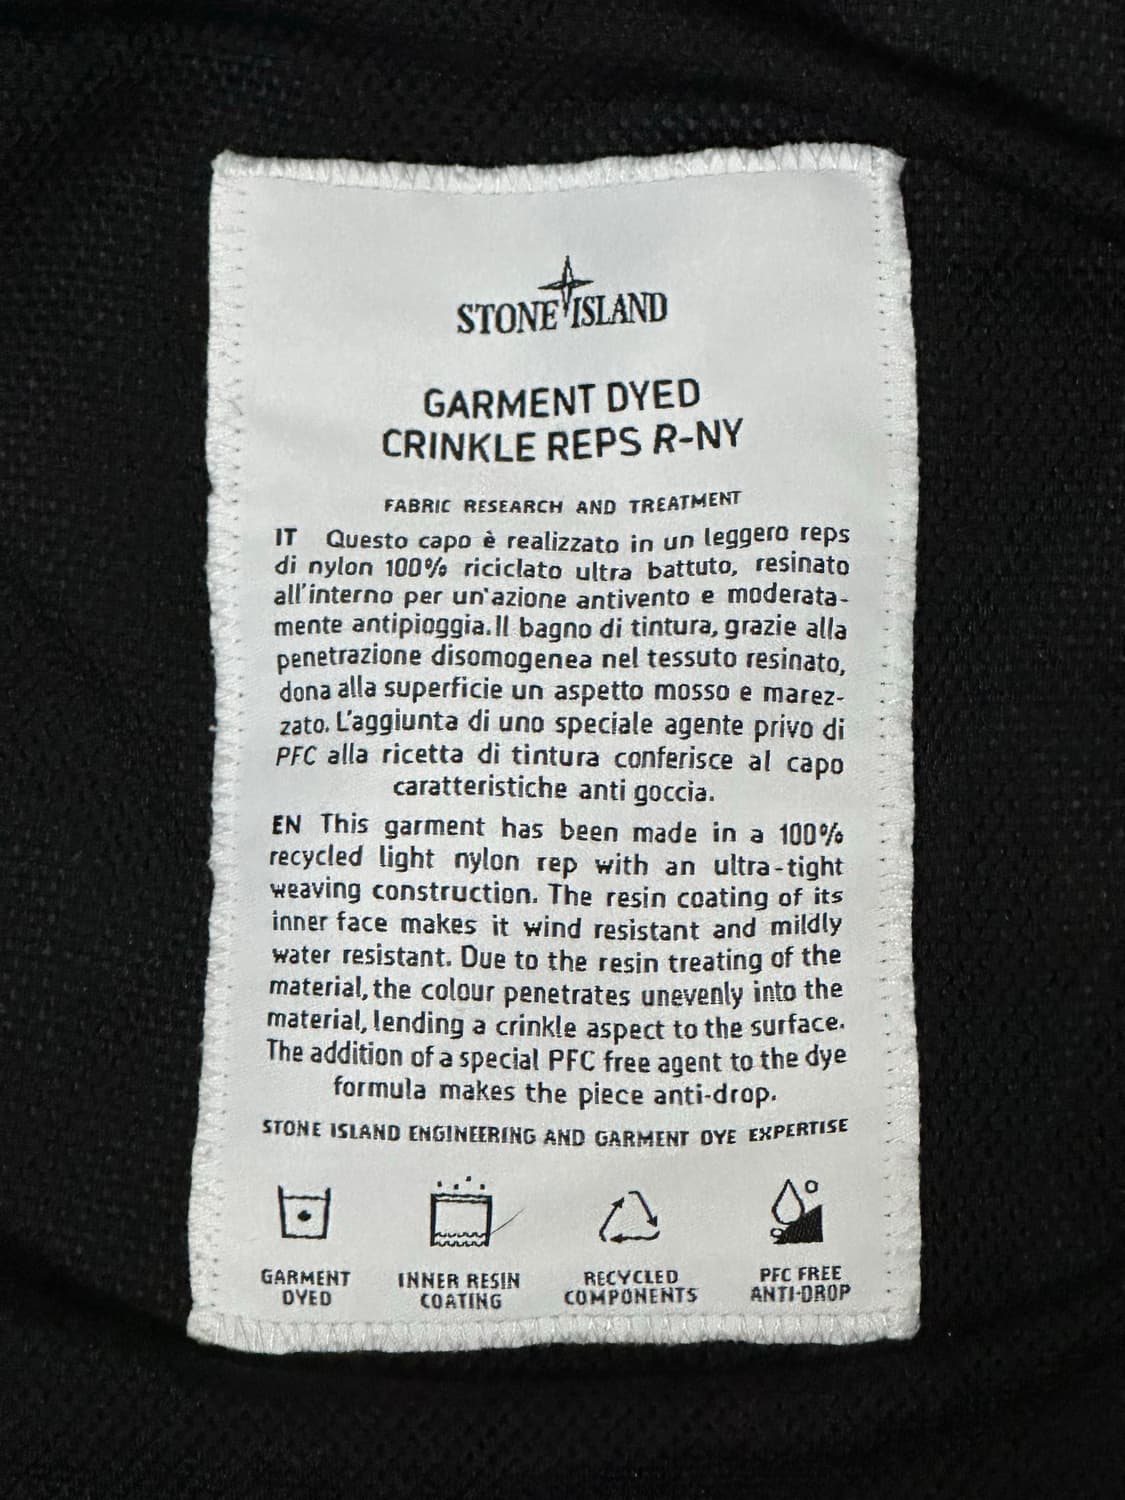 STONE ISLAND
GARMENT DYED
CRINKLE REPS R-NY
FABRIC RESEARCH AND TREATMENT
IT Questo capo è realizzato in un leggero reps
di nylon 100% riciclato ultra battuto, resinato
all'interno per un'azione antivento e moderata-
mente antipioggia.Il bagno di tintura, grazie alla
penetrazione disomogenea nel tessuto resinato,
dona alla superficie un aspetto mosso e marez-
zato. L'aggiunta di uno speciale agente privo di
PFC alla ricetta di tintura conferisce al capo
caratteristiche anti goccia.
EN This garment has been made in a 100%
recycled light nylon rep with an ultra-tight
weaving construction. The resin coating of its
inner face makes it wind resistant and mildly
water resistant. Due to the resin treating of the
material, the colour penetrates unevenly into the
material, lending a crinkle aspect to the surface.
The addition of a special PFC free agent to the dye
formula makes the piece anti-drop.
STONE ISLAND ENGINEERING AND GARMENT DYE EXPERTISE
GARMENT
DYED
INNER RESIN
COATING
RECYCLED
COMPONENTS
PFC FREE
ANTI-DROP